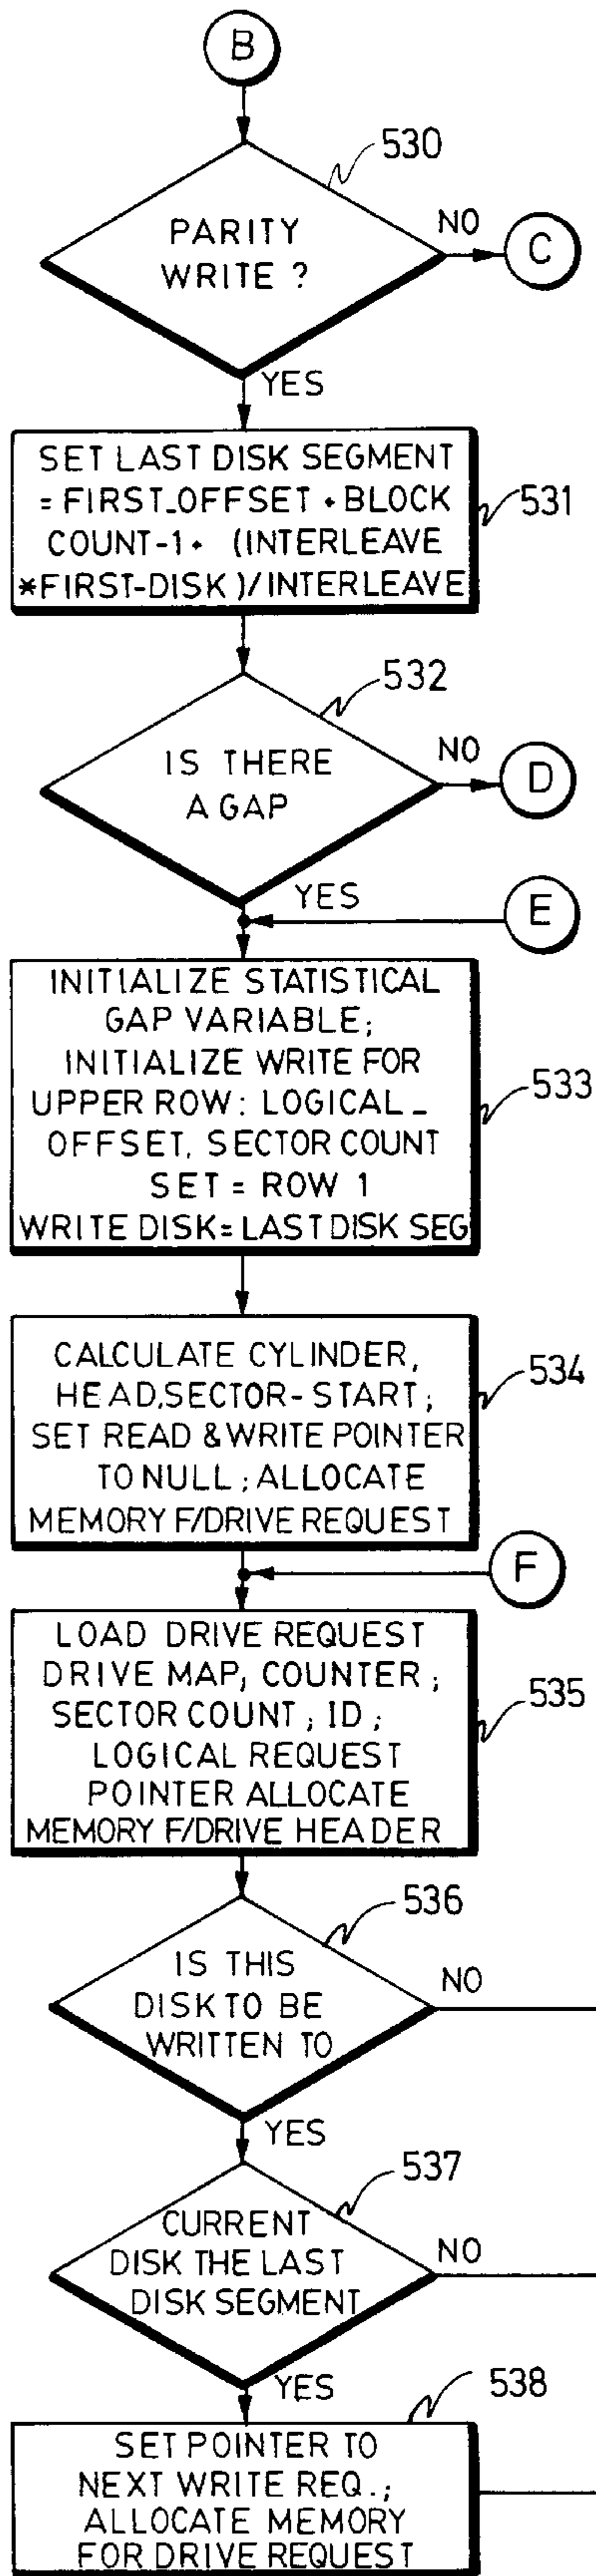 B
530
PARITY
WRITE ?
NO
C
YES
SET LAST DISK SEGMENT
= FIRST_OFFSET + BLOCK
COUNT-1+ (INTERLEAVE
*FIRST-DISK)/INTERLEAVE
531
532
IS THERE
A GAP
NO
D
YES
E
INITIALIZE STATISTICAL
GAP VARIABLE;
INITIALIZE WRITE FOR
UPPER ROW: LOGICAL_
OFFSET, SECTOR COUNT
SET = ROW 1
WRITE DISK=LAST DISK SEG
533
CALCULATE CYLINDER,
HEAD,SECTOR-START;
SET READ & WRITE POINTER
TO NULL; ALLOCATE
MEMORY F/DRIVE REQUEST
534
F
LOAD DRIVE REQUEST
DRIVE MAP, COUNTER;
SECTOR COUNT; ID;
LOGICAL REQUEST
POINTER ALLOCATE
MEMORY F/DRIVE HEADER
535
536
IS THIS
DISK TO BE
WRITTEN TO
NO
YES
537
CURRENT
DISK THE LAST
DISK SEGMENT
NO
YES
538
SET POINTER TO
NEXT WRITE REQ.;
ALLOCATE MEMORY
FOR DRIVE REQUEST